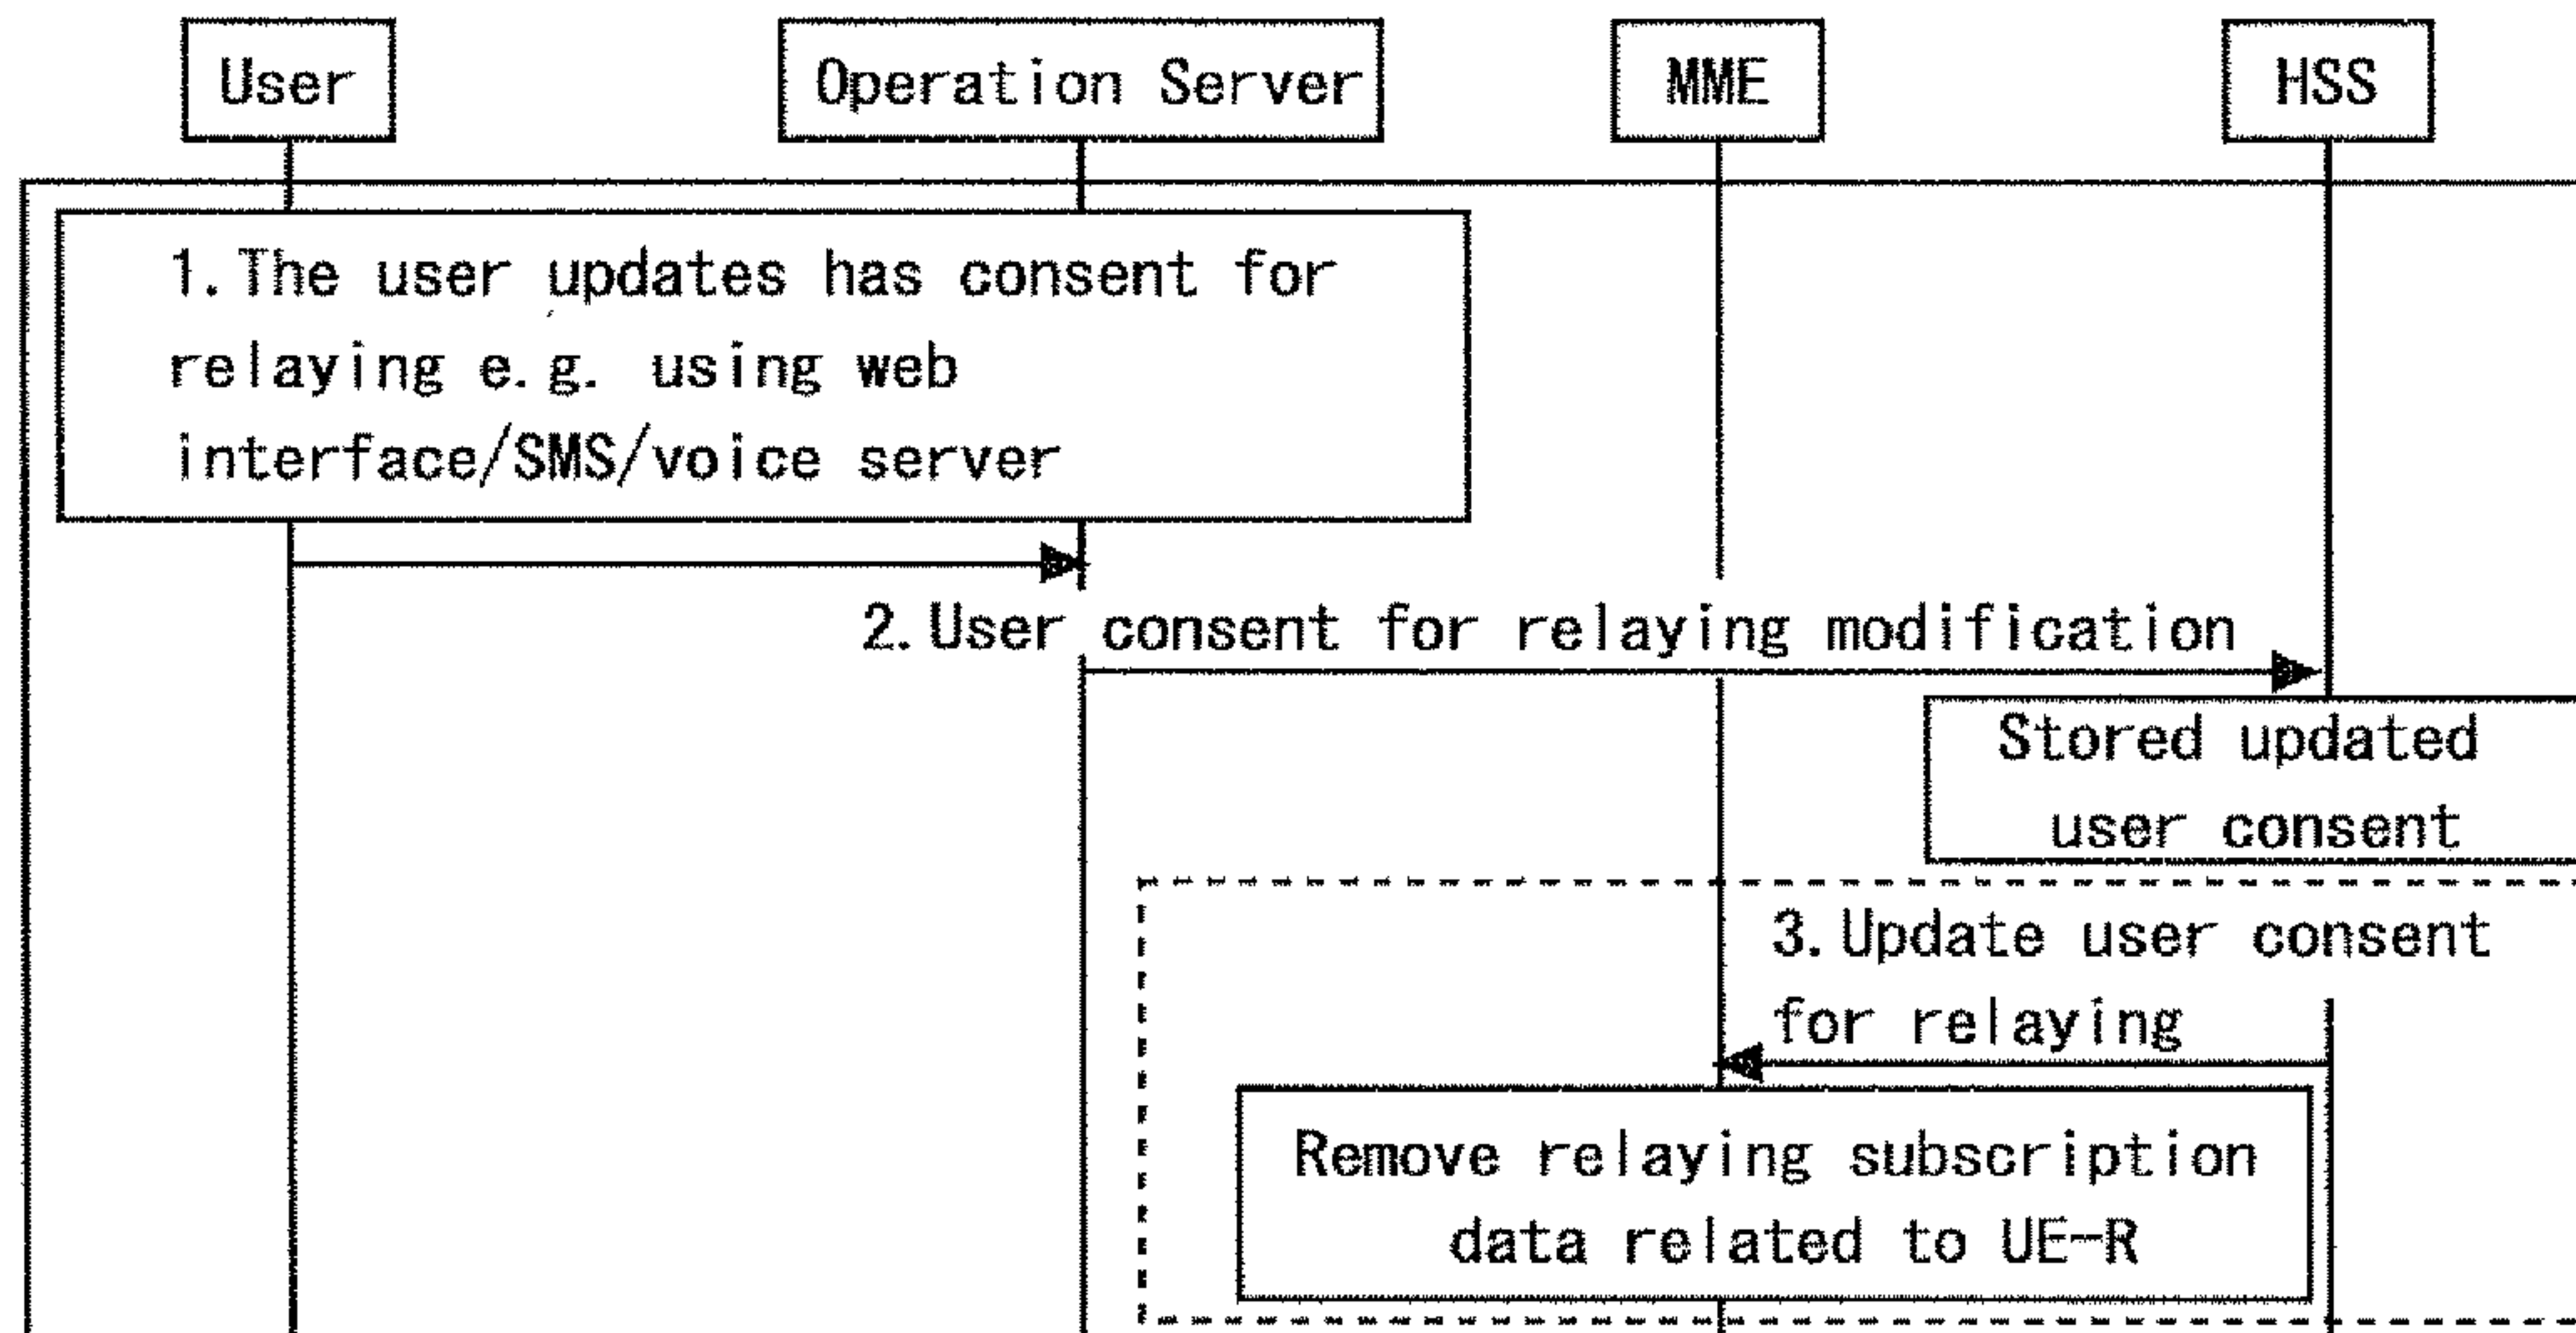 User
Operation Server
MME
HSS
1. The user updates has consent for
relaying e.g. using web
interface/SMS/voice server
2. User consent for relaying modification
Stored updated
user consent
3. Update user consent
for relaying
Remove relaying subscription
data related to UE-R